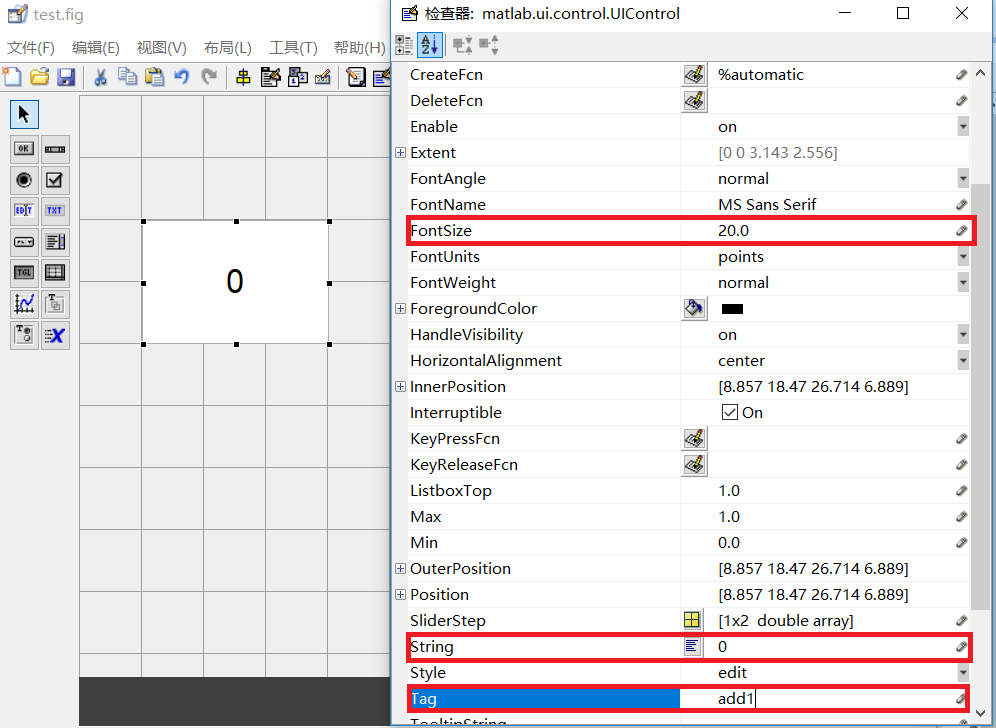 test.fig
文件(F) 编辑(E) 视图(V) 布局(L) 工具(T) 帮助(H)
OK
EDIT TXT
TGL
0
检查器: matlab.ui.control.UIControl
CreateFcn %automatic
DeleteFcn
Enable on
Extent [0 0 3.143 2.556]
FontAngle normal
FontName MS Sans Serif
FontSize 20.0
FontUnits points
FontWeight normal
ForegroundColor
HandleVisibility on
HorizontalAlignment center
InnerPosition [8.857 18.47 26.714 6.889]
Interruptible On
KeyPressFcn
KeyReleaseFcn
ListboxTop 1.0
Max 1.0
Min 0.0
OuterPosition [8.857 18.47 26.714 6.889]
Position [8.857 18.47 26.714 6.889]
SliderStep [1x2 double array]
String 0
Style edit
Tag add1
TooltipString